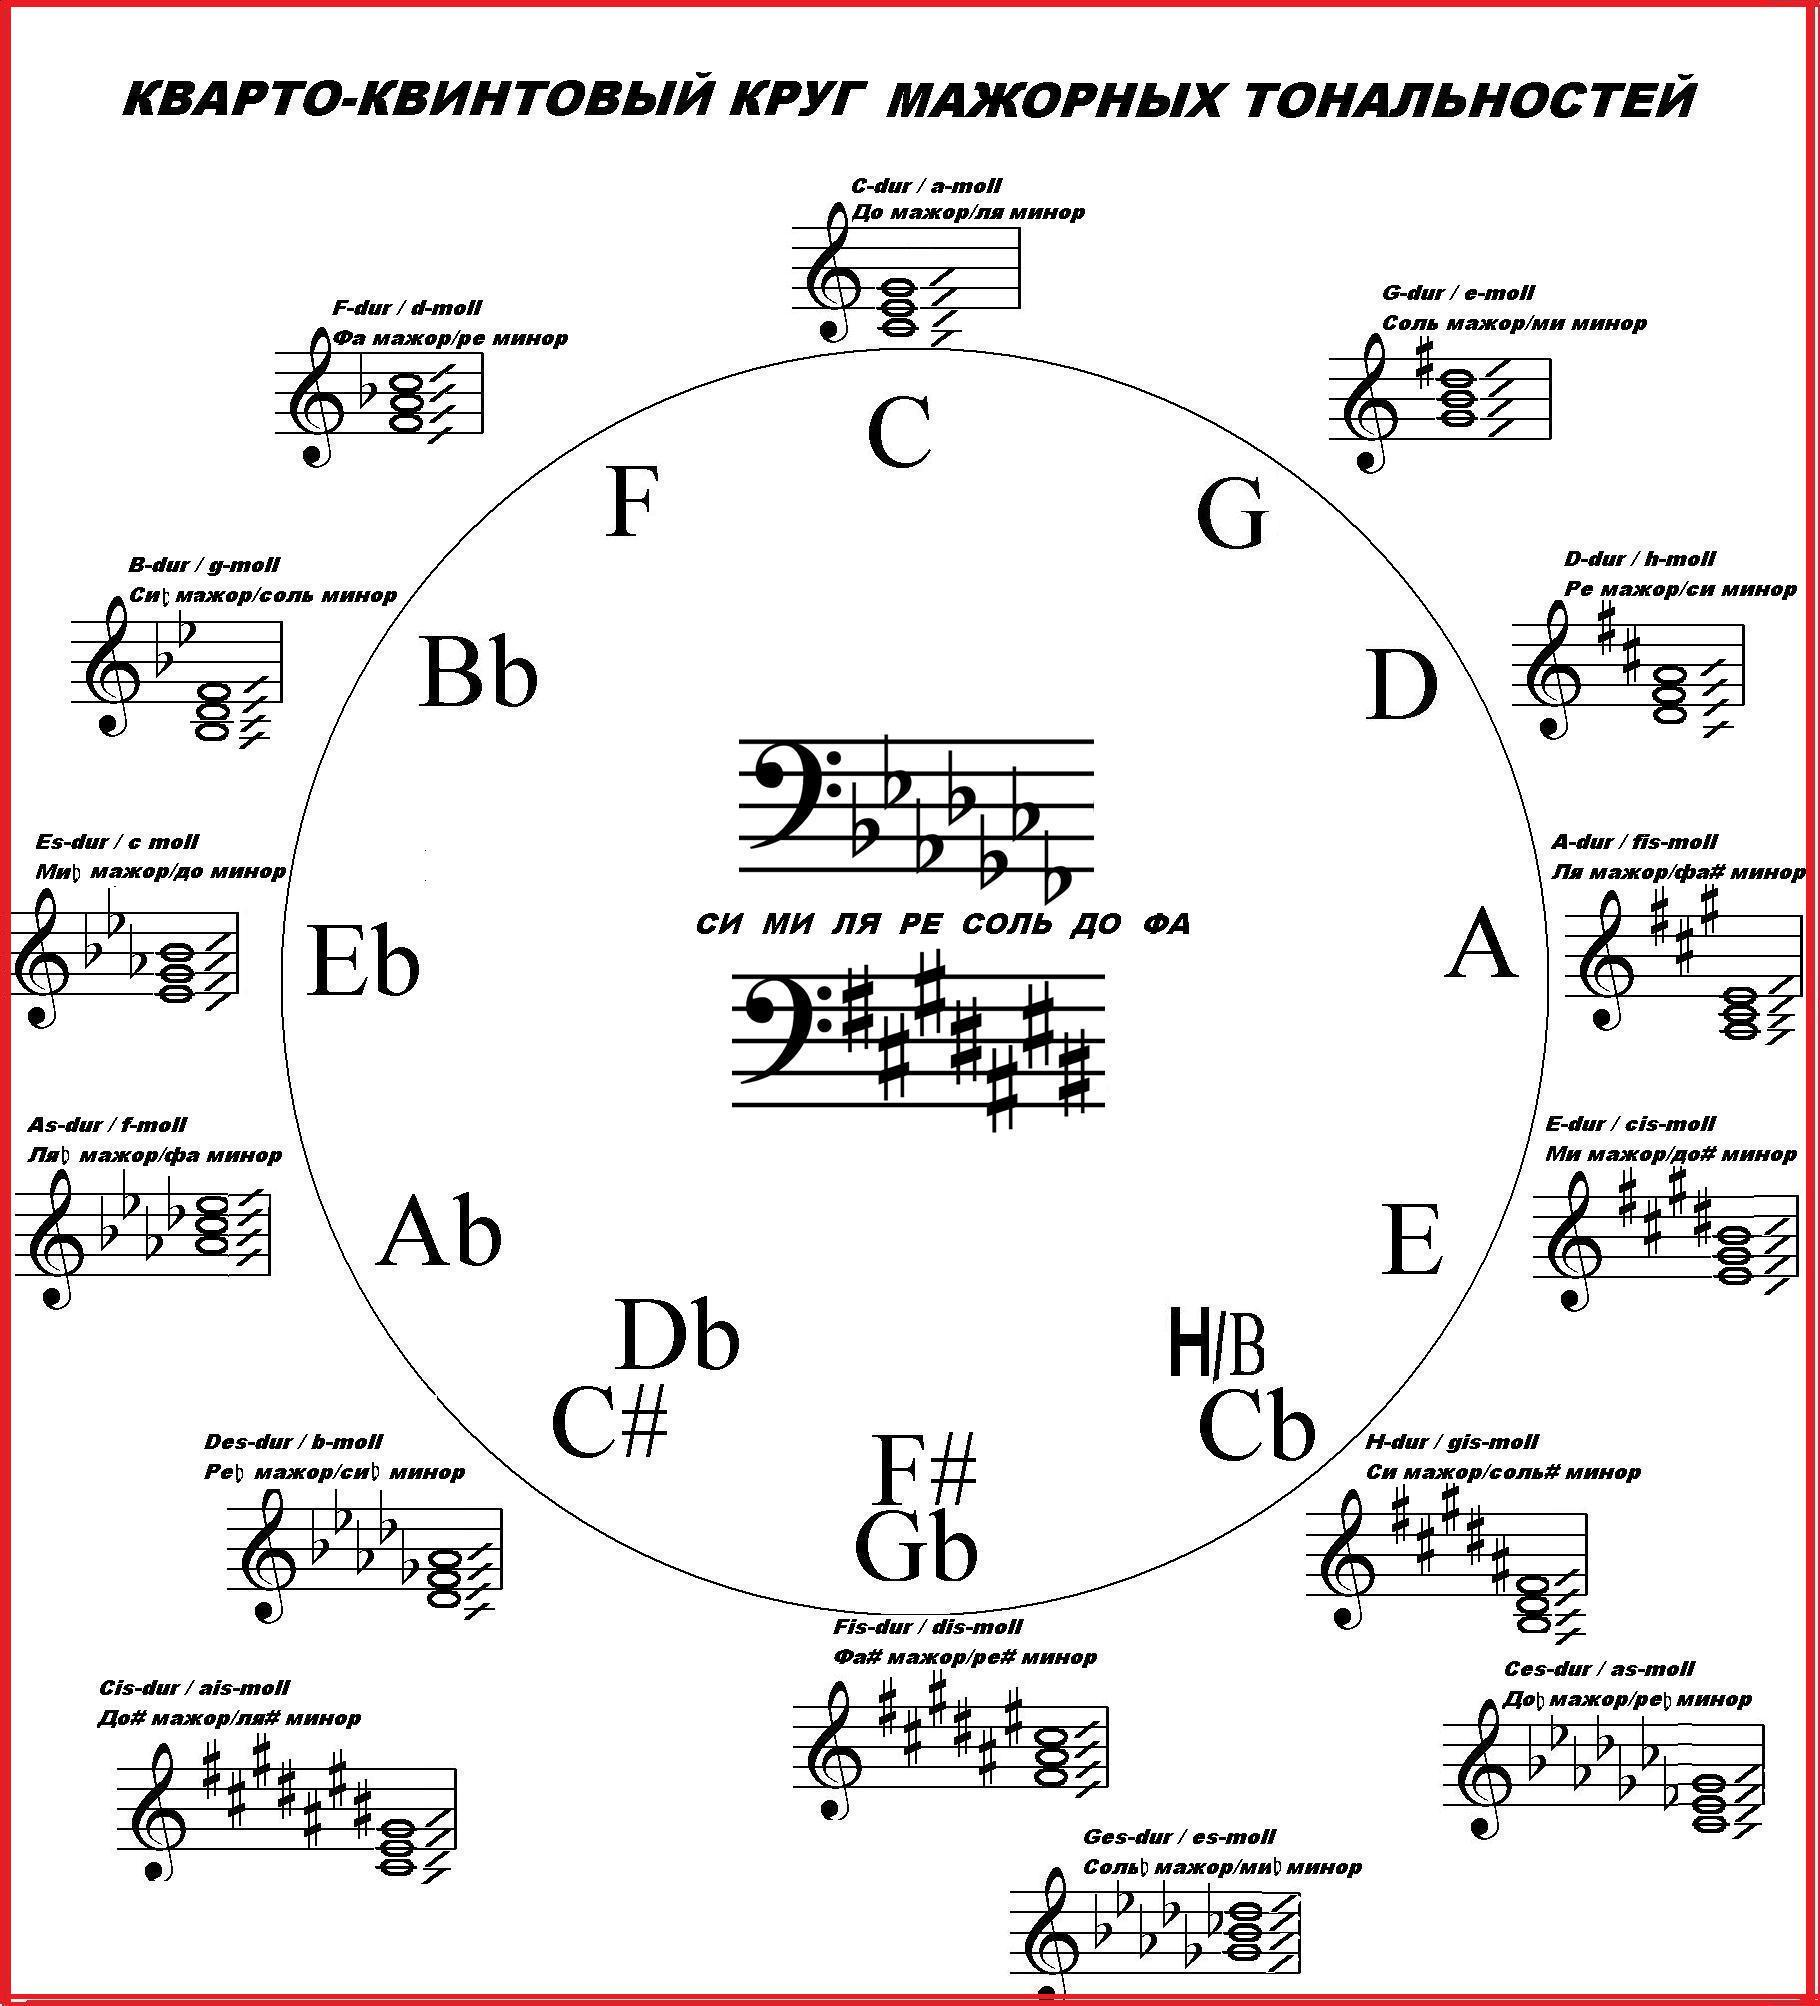 КВАРТО-КВИНТОВЫЙ КРУГ МАЖОРНЫХ ТОНАЛЬНОСТЕЙ
C-dur / a-moll
До мажор/ля минор
G-dur / e-moll
Соль мажор/ми минор
F-dur / d-moll
Фа мажор/ре минор
C
F
G
B-dur / g-moll
Си♭ мажор/соль минор
D-dur / h-moll
Ре мажор/си минор
Bb
D
Es-dur / c moll
Ми♭ мажор/до минор
A-dur / fis-moll
Ля мажор/фа# минор
СИ МИ ЛЯ РЕ СОЛЬ ДО ФА
Eb
A
As-dur / f-moll
Ля♭ мажор/фа минор
E-dur / cis-moll
Ми мажор/до# минор
Ab
E
Db
C#
H/B
Cb
F#
Gb
Des-dur / b-moll
Ре♭ мажор/си♭ минор
H-dur / gis-moll
Си мажор/соль# минор
Fis-dur / dis-moll
Фа# мажор/ре# минор
Cis-dur / ais-moll
До# мажор/ля# минор
Ces-dur / as-moll
До♭ мажор/ре♭ минор
Ges-dur / es-moll
Соль♭ мажор/ми♭ минор